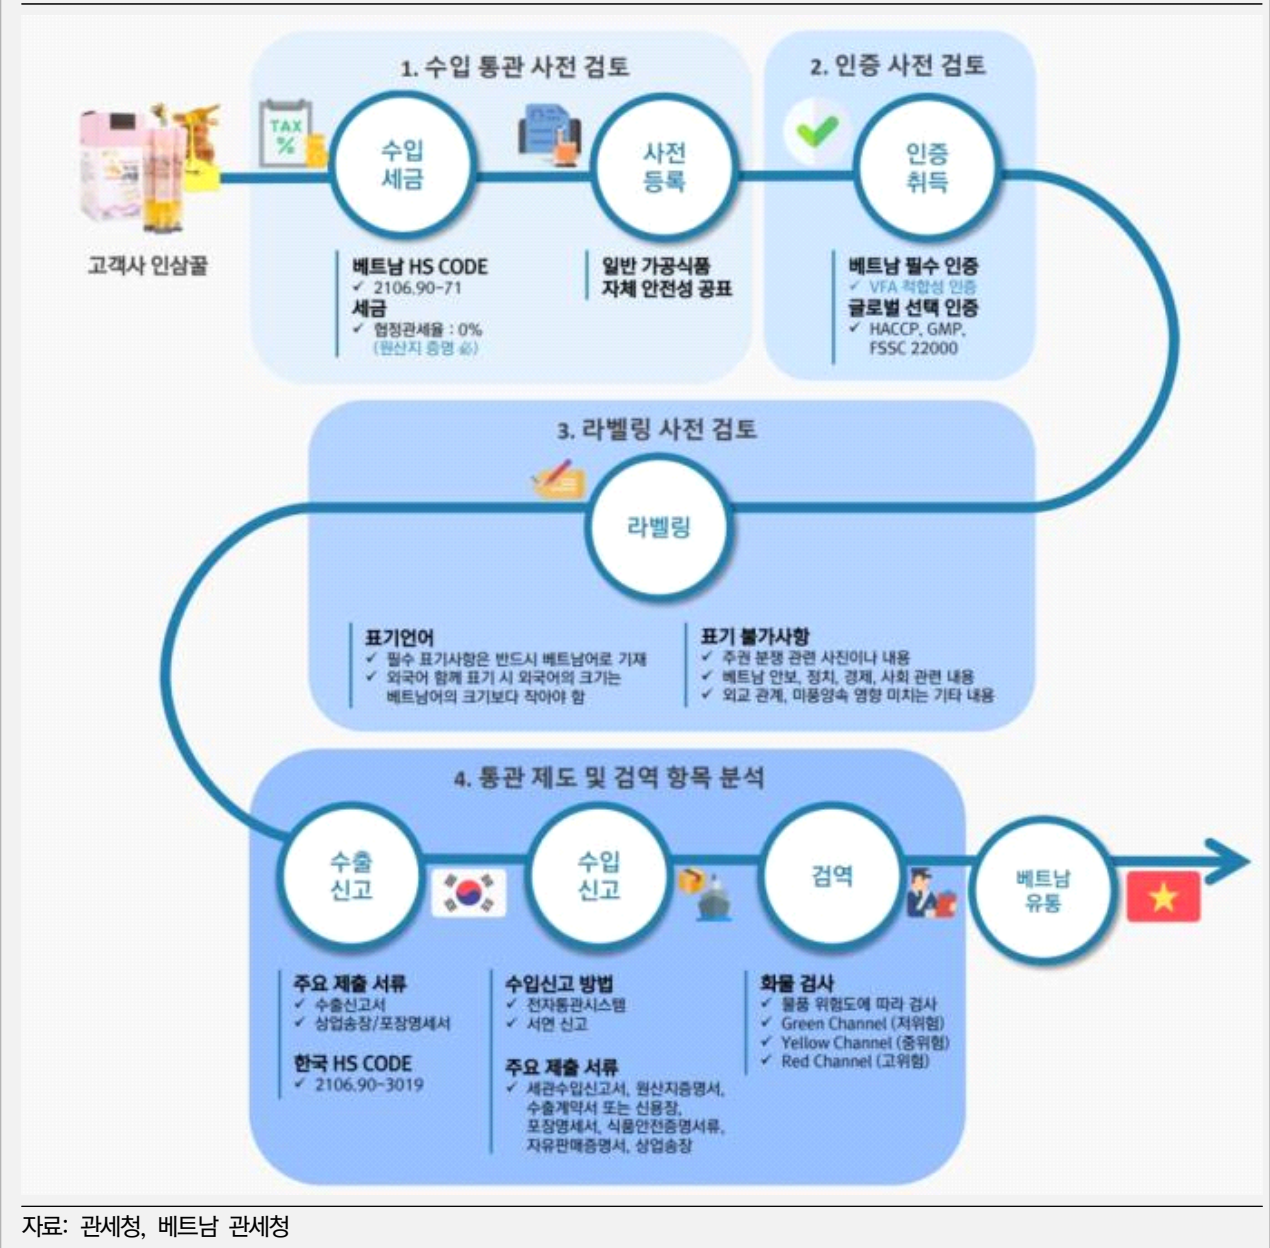 1. 수입 통관 사전 검토
2. 인증 사전 검토
TAX
%
수입
세금
사전
등록
인증
취득
고객사 인삼꿀
베트남 HS CODE
✓ 2106.90-71
세금
✓ 협정관세율 : 0%
(원산지 증명 必)
일반 가공식품
자체 안전성 공표
베트남 필수 인증
✓ VFA 적합성 인증
글로벌 선택 인증
✓ HACCP, GMP,
FSSC 22000
3. 라벨링 사전 검토
라벨링
표기언어
✓ 필수 표기사항은 반드시 베트남어로 기재
✓ 외국어 함께 표기 시 외국어의 크기는
베트남어의 크기보다 작아야 함
표기 불가사항
✓ 주권 분쟁 관련 사진이나 내용
✓ 베트남 안보, 정치, 경제, 사회 관련 내용
✓ 외교 관계, 미풍양속 영향 미치는 기타 내용
4. 통관 제도 및 검역 항목 분석
수출
신고
수입
신고
검역
베트남
유통
주요 제출 서류
✓ 수출신고서
✓ 상업송장/포장명세서
한국 HS CODE
✓ 2106.90-3019
수입신고 방법
✓ 전자통관시스템
✓ 서면 신고
주요 제출 서류
✓ 세관수입신고서, 원산지증명서,
수출계약서 또는 신용장,
포장명세서, 식품안전증명서류,
자유판매증명서, 상업송장
화물 검사
✓ 물품 위험도에 따라 검사
✓ Green Channel (저위험)
✓ Yellow Channel (중위험)
✓ Red Channel (고위험)
자료: 관세청, 베트남 관세청